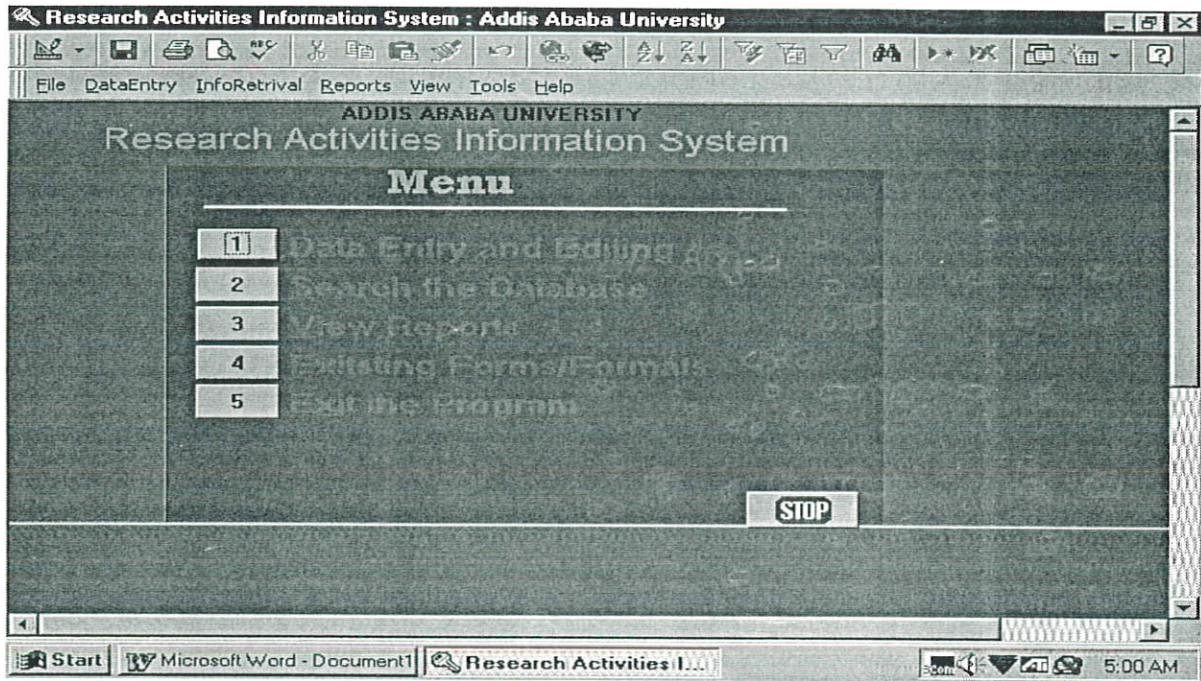 Research Activities Information System : Addis Ababa University
ABC
File DataEntry InfoRetrival Reports View Tools Help
ADDIS ABABA UNIVERSITY
Research Activities Information System
Menu
1 Data Entry and Editing
2 Search the Database
3 View Reports
4 Existing Forms/Formats
5 Exit the Program
STOP
Start Microsoft Word - Document1 Research Activities I... 5:00 AM